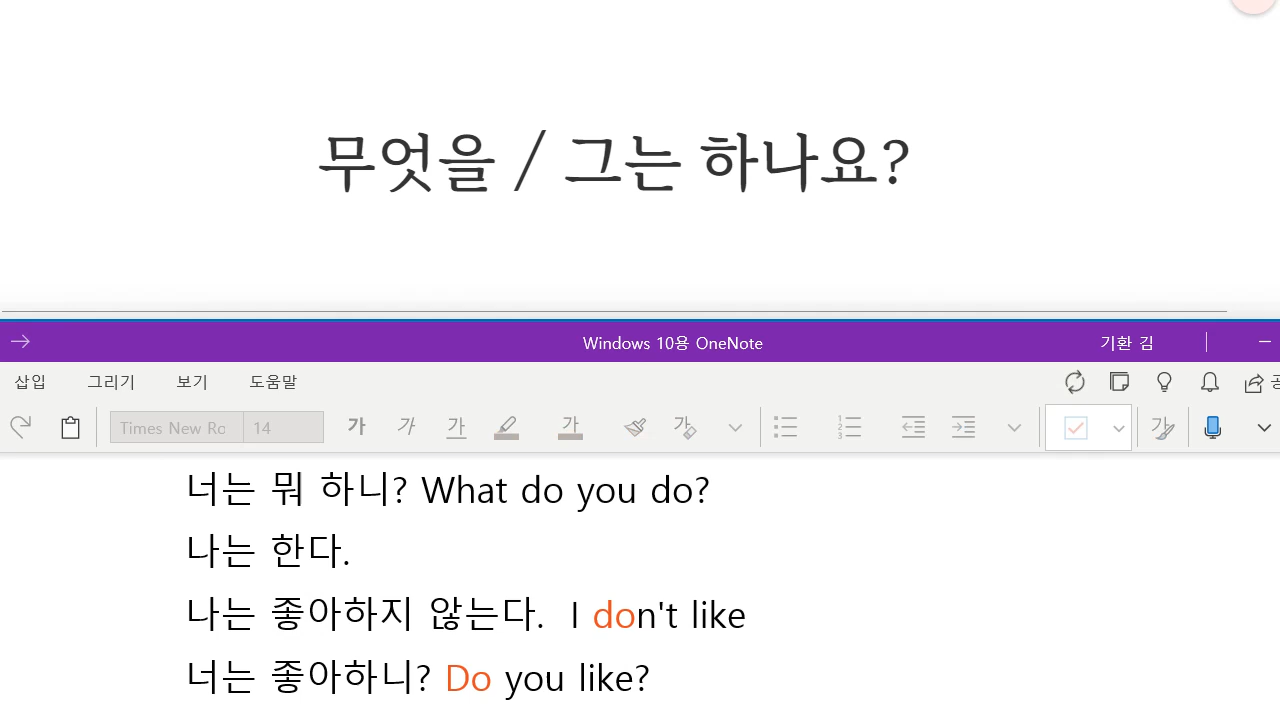 무엇을 / 그는 하나요?
Windows 10용 OneNote 기환 김
삽입 그리기 보기 도움말
Times New Ro 14 가 가 가 가 가 가
너는 뭐 하니? What do you do?
나는 한다.
나는 좋아하지 않는다. I don't like
너는 좋아하니? Do you like?